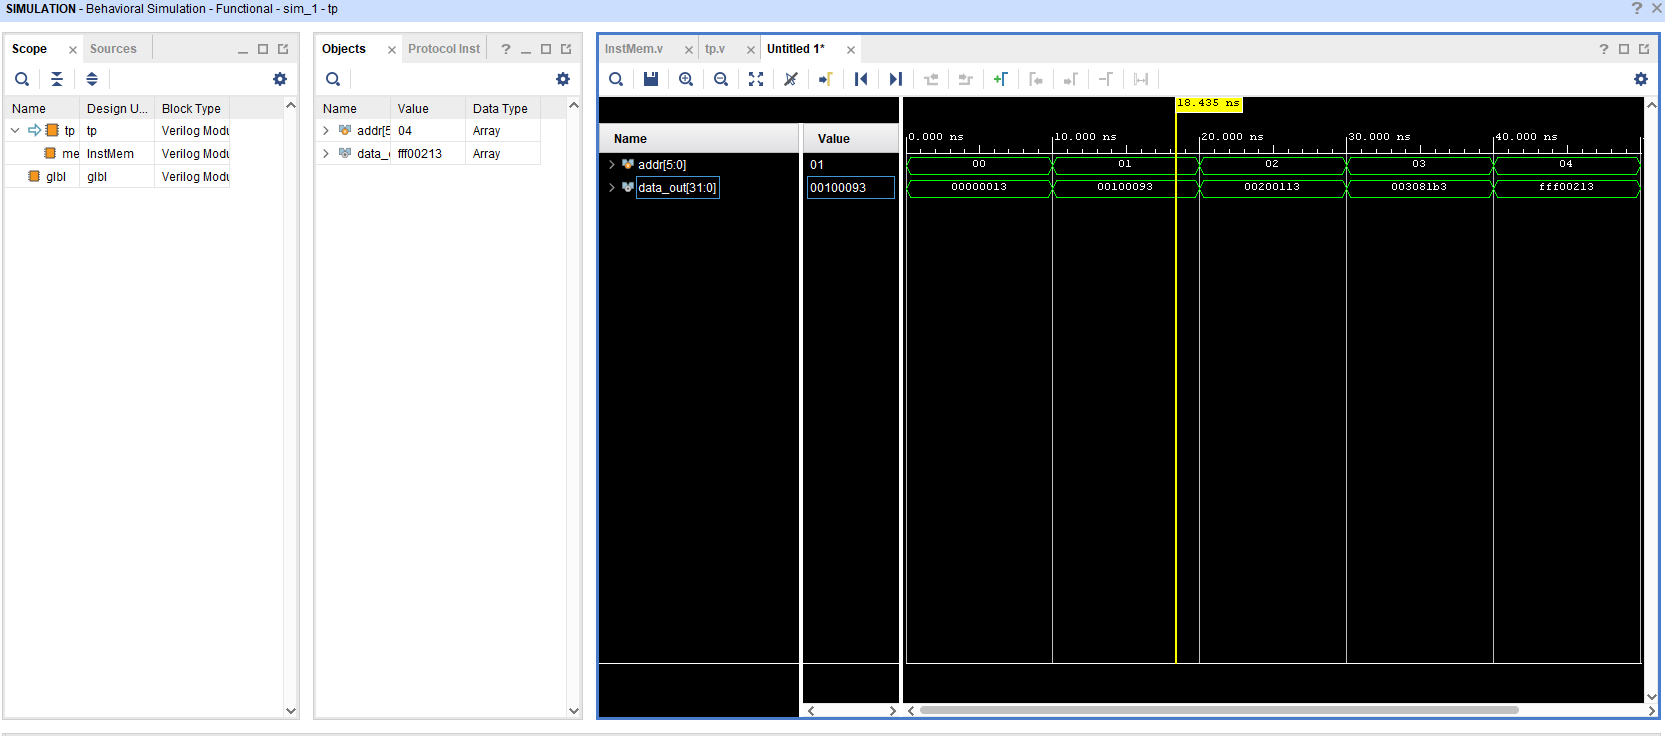 SIMULATION - Behavioral Simulation - Functional - sim_1 - tp
Scope
Sources
Name Design U... Block Type
tp tp Verilog Modu
me InstMem Verilog Modu
glbl glbl Verilog Modu
Objects
Protocol Inst
Name Value Data Type
addr[5 04 Array
data_ fff00213 Array
InstMem.v tp.v Untitled 1*
18.435 ns
Name Value
0.000 ns 10.000 ns 20.000 ns 30.000 ns 40.000 ns
addr[5:0] 01 00 01 02 03 04
data_out[31:0] 00100093 00000013 00100093 00200113 003081b3 fff00213